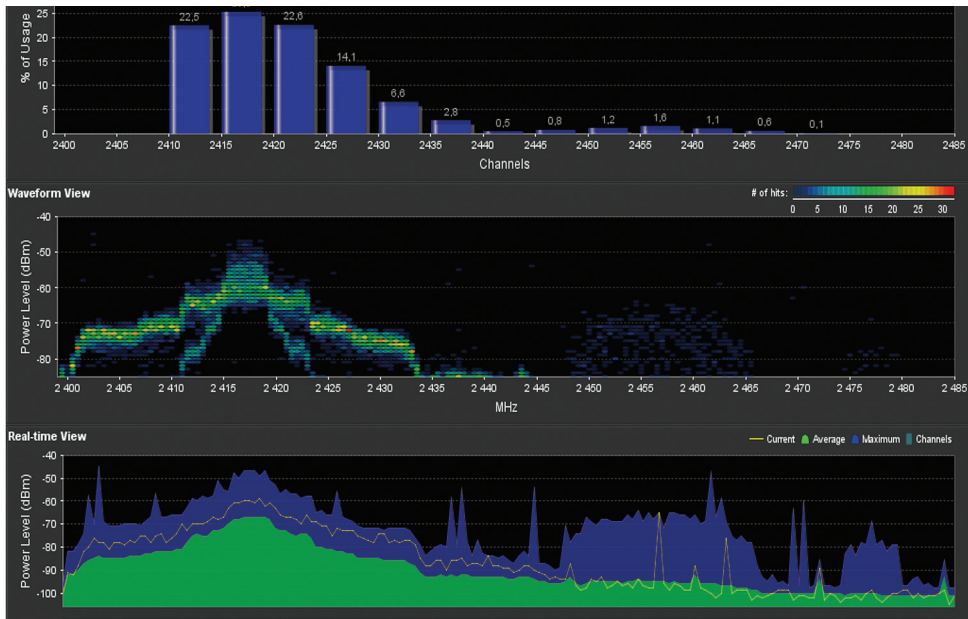 % of Usage
25
20
15
10
5
0
22,5
22,6
14,1
6,6
2,8
0,5
0,8
1,2
1,6
1,1
0,6
0,1
2400 2405 2410 2415 2420 2425 2430 2435 2440 2445 2450 2455 2460 2465 2470 2475 2480 2485
Channels
Waveform View
# of hits:
0 5 10 15 20 25 30
Power Level (dBm)
-40
-50
-60
-70
-80
2 400 2 405 2 410 2 415 2 420 2 425 2 430 2 435 2 440 2 445 2 450 2 455 2 460 2 465 2 470 2 475 2 480 2 485
MHz
Real-time View
Current Average Maximum Channels
Power Level (dBm)
-40
-50
-60
-70
-80
-90
-100